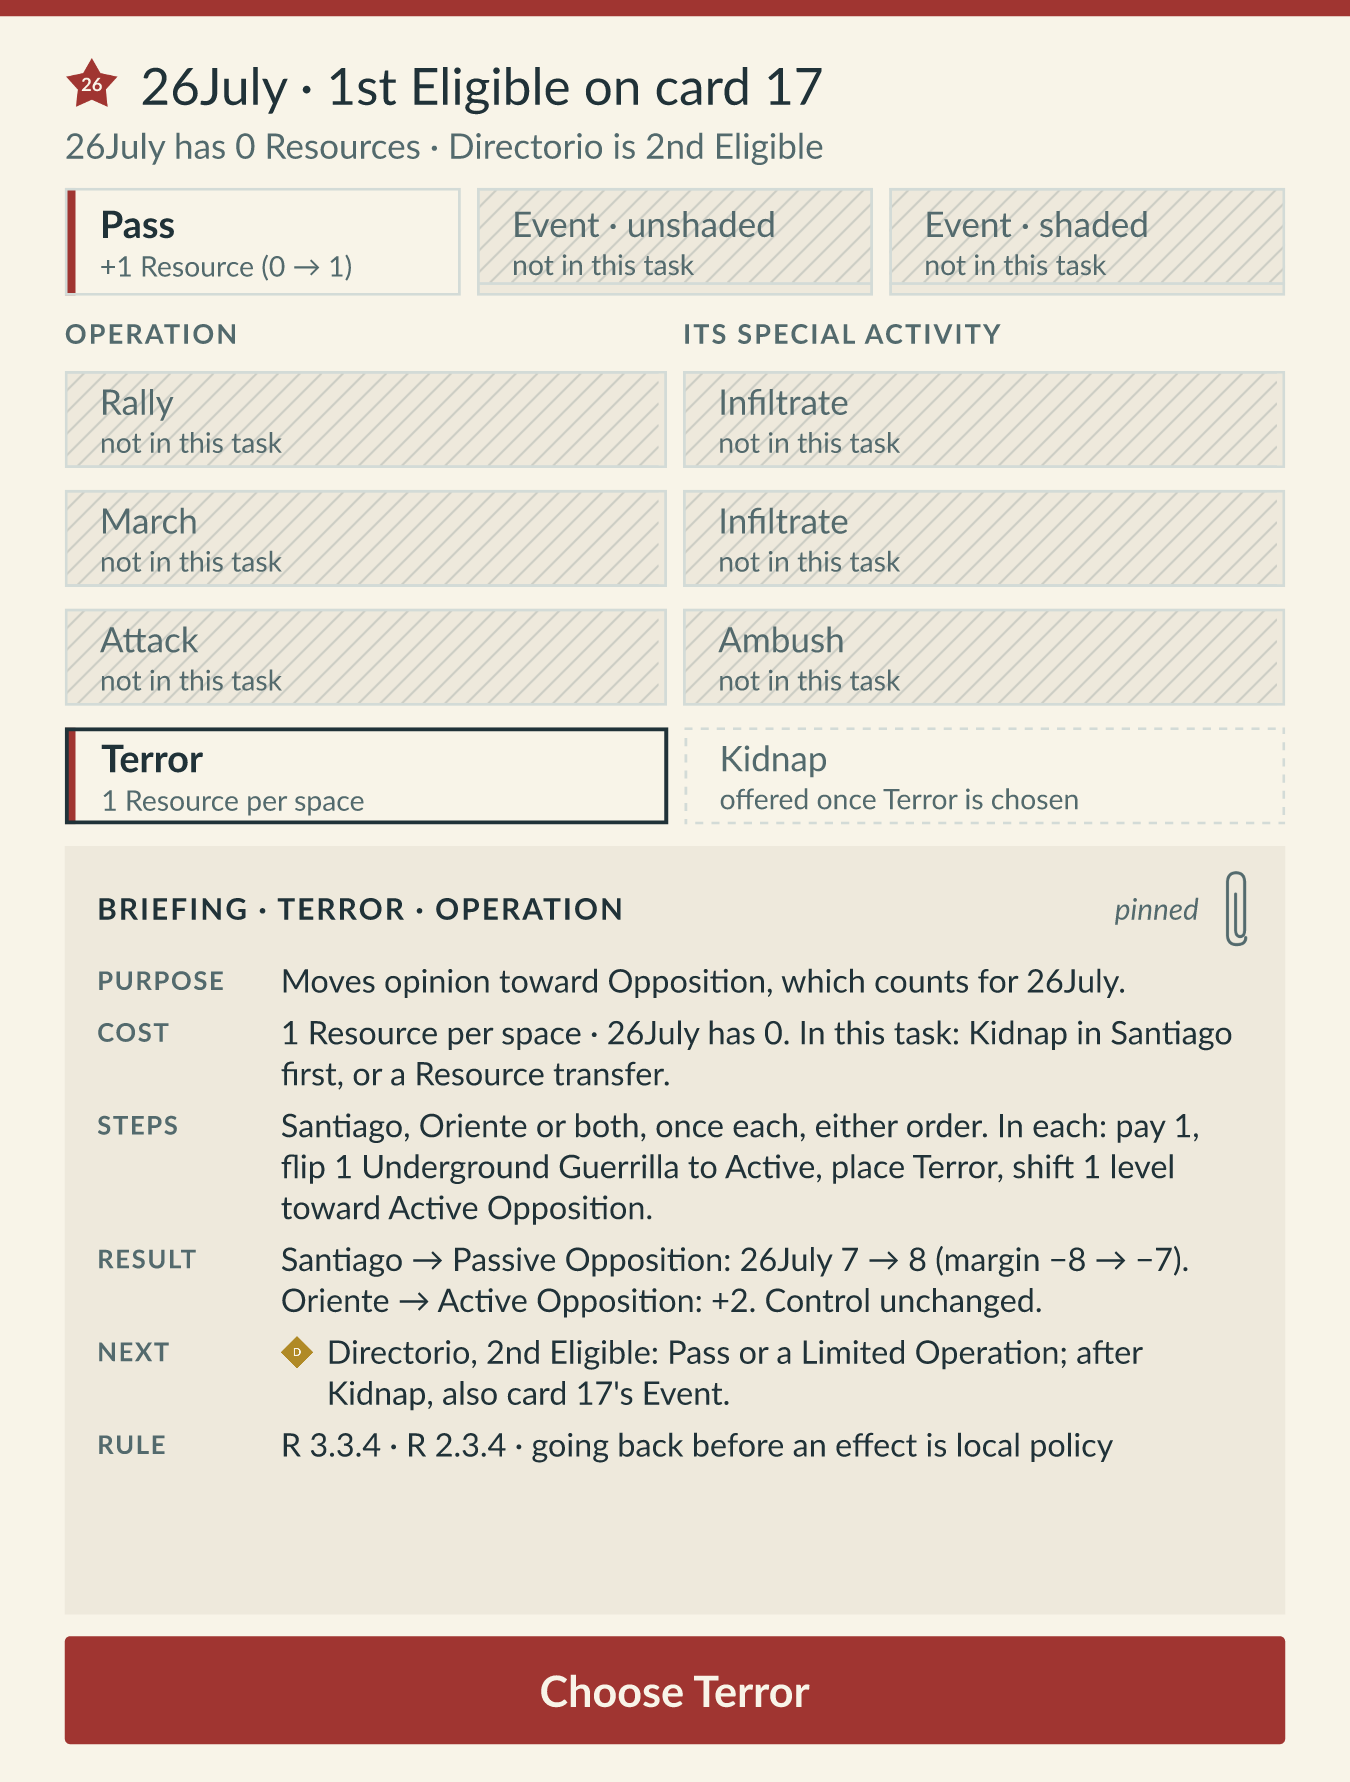 26
26July · 1st Eligible on card 17
26July has 0 Resources · Directorio is 2nd Eligible
Pass
+1 Resource (0 → 1)
Event · unshaded
not in this task
Event · shaded
not in this task
OPERATION
ITS SPECIAL ACTIVITY
Rally
not in this task
Infiltrate
not in this task
March
not in this task
Infiltrate
not in this task
Attack
not in this task
Ambush
not in this task
Terror
1 Resource per space
Kidnap
offered once Terror is chosen
BRIEFING · TERROR · OPERATION
pinned
PURPOSE
Moves opinion toward Opposition, which counts for 26July.
COST
1 Resource per space · 26July has 0. In this task: Kidnap in Santiago
first, or a Resource transfer.
STEPS
Santiago, Oriente or both, once each, either order. In each: pay 1,
flip 1 Underground Guerrilla to Active, place Terror, shift 1 level
toward Active Opposition.
RESULT
Santiago → Passive Opposition: 26July 7 → 8 (margin −8 → −7).
Oriente → Active Opposition: +2. Control unchanged.
NEXT
D
Directorio, 2nd Eligible: Pass or a Limited Operation; after
Kidnap, also card 17's Event.
RULE
R 3.3.4 · R 2.3.4 · going back before an effect is local policy
Choose Terror